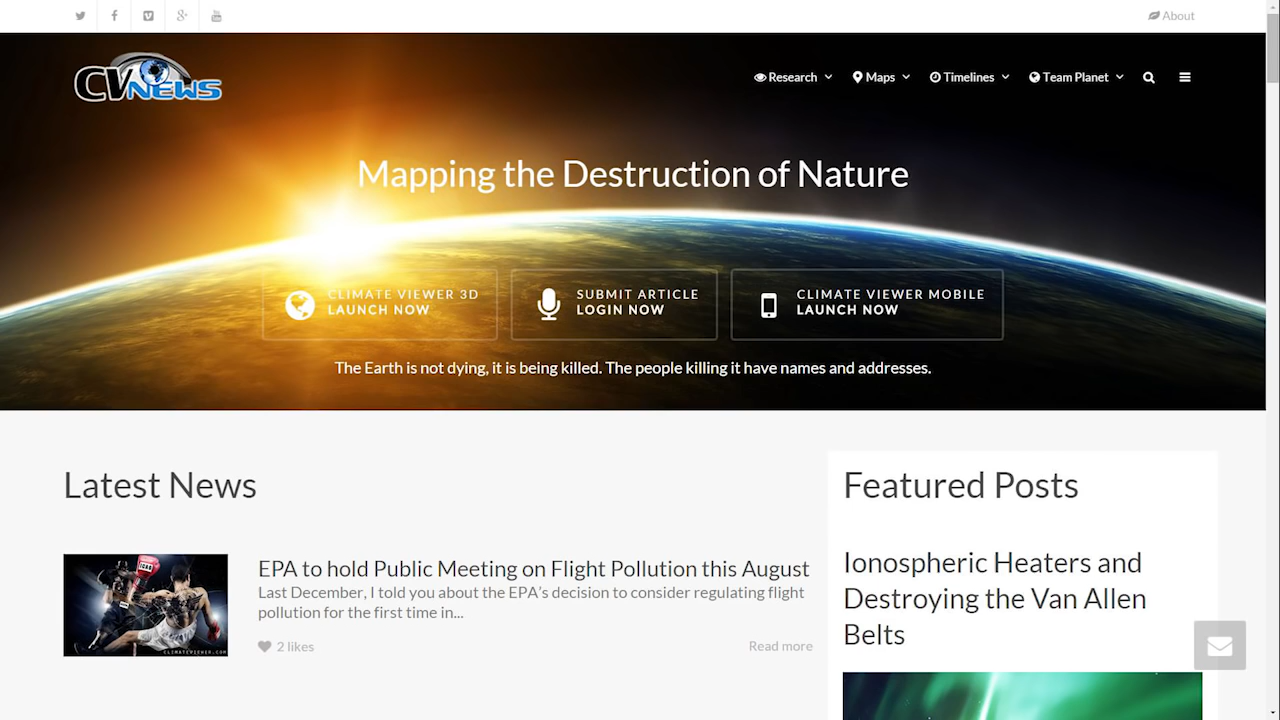 About
CVNEWS
Research
Maps
Timelines
Team Planet
Mapping the Destruction of Nature
CLIMATE VIEWER 3D
LAUNCH NOW
SUBMIT ARTICLE
LOGIN NOW
CLIMATE VIEWER MOBILE
LAUNCH NOW
The Earth is not dying, it is being killed. The people killing it have names and addresses.
Latest News
EPA to hold Public Meeting on Flight Pollution this August
Last December, I told you about the EPA's decision to consider regulating flight
pollution for the first time in...
2 likes
Read more
CLIMATEVIEWER.COM
Featured Posts
Ionospheric Heaters and
Destroying the Van Allen
Belts